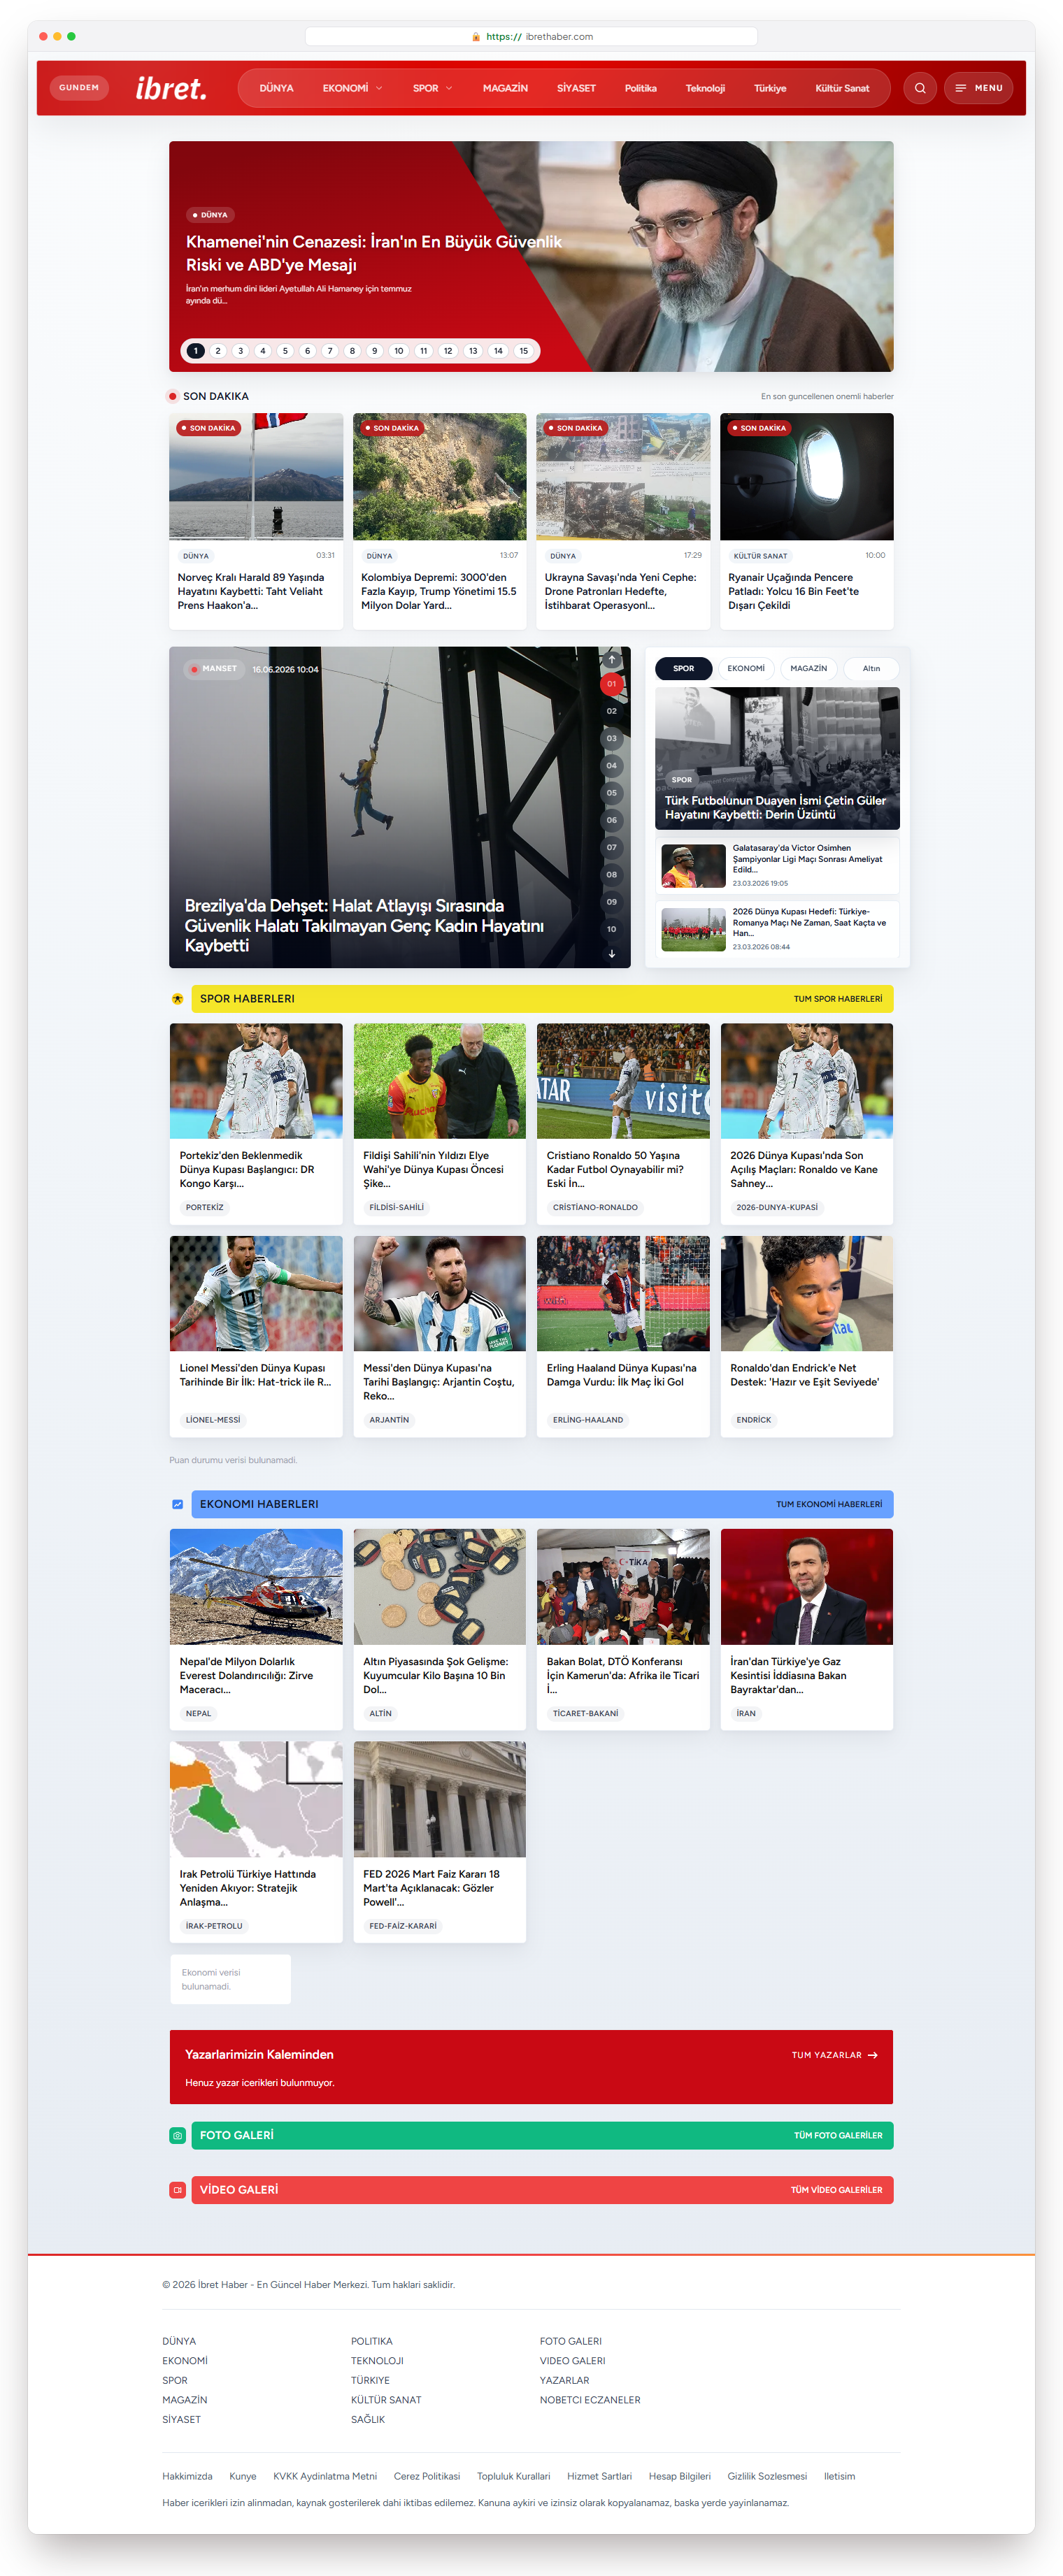 https:// ibrethaber.com
GUNDEM
ibret.
DÜNYA
EKONOMİ
SPOR
MAGAZİN
SİYASET
Politika
Teknoloji
Türkiye
Kültür Sanat
MENU
DÜNYA
Khamenei'nin Cenazesi: İran'ın En Büyük Güvenlik
Riski ve ABD'ye Mesajı
İran'ın merhum dini lideri Ayetullah Ali Hamaney için temmuz
ayında dü...
1 2 3 4 5 6 7 8 9 10 11 12 13 14 15
SON DAKIKA
En son guncellenen onemli haberler
SON DAKİKA
DÜNYA 03:31
Norveç Kralı Harald 89 Yaşında
Hayatını Kaybetti: Taht Veliaht
Prens Haakon'a...
SON DAKİKA
DÜNYA 13:07
Kolombiya Depremi: 3000'den
Fazla Kayıp, Trump Yönetimi 15.5
Milyon Dolar Yard...
SON DAKİKA
DÜNYA 17:29
Ukrayna Savaşı'nda Yeni Cephe:
Drone Patronları Hedefte,
İstihbarat Operasyonl...
SON DAKİKA
KÜLTÜR SANAT 10:00
Ryanair Uçağında Pencere
Patladı: Yolcu 16 Bin Feet'te
Dışarı Çekildi
MANSET 16.06.2026 10:04
01
02
03
04
05
06
07
08
09
10
Brezilya'da Dehşet: Halat Atlayışı Sırasında
Güvenlik Halatı Takılmayan Genç Kadın Hayatını
Kaybetti
SPOR
EKONOMİ
MAGAZİN
Altın
SPOR
Türk Futbolunun Duayen İsmi Çetin Güler
Hayatını Kaybetti: Derin Üzüntü
Galatasaray'da Victor Osimhen
Şampiyonlar Ligi Maçı Sonrası Ameliyat
Edild...
23.03.2026 19:05
2026 Dünya Kupası Hedefi: Türkiye-
Romanya Maçı Ne Zaman, Saat Kaçta ve
Han...
23.03.2026 08:44
SPOR HABERLERI
TUM SPOR HABERLERİ
Portekiz'den Beklenmedik
Dünya Kupası Başlangıcı: DR
Kongo Karşı...
PORTEKİZ
Fildişi Sahili'nin Yıldızı Elye
Wahi'ye Dünya Kupası Öncesi
Şike...
FİLDİSİ-SAHİLİ
ATAR
visit
Cristiano Ronaldo 50 Yaşına
Kadar Futbol Oynayabilir mi?
Eski İn...
CRİSTİANO-RONALDO
2026 Dünya Kupası'nda Son
Açılış Maçları: Ronaldo ve Kane
Sahney...
2026-DUNYA-KUPASİ
Lionel Messi'den Dünya Kupası
Tarihinde Bir İlk: Hat-trick ile R...
LİONEL-MESSİ
Messi'den Dünya Kupası'na
Tarihi Başlangıç: Arjantin Coştu,
Reko...
ARJANTİN
Erling Haaland Dünya Kupası'na
Damga Vurdu: İlk Maç İki Gol
ERLİNG-HAALAND
Ronaldo'dan Endrick'e Net
Destek: 'Hazır ve Eşit Seviyede'
ENDRİCK
Puan durumu verisi bulunamadi.
EKONOMI HABERLERI
TUM EKONOMİ HABERLERİ
Nepal'de Milyon Dolarlık
Everest Dolandırıcılığı: Zirve
Maceracı...
NEPAL
Altın Piyasasında Şok Gelişme:
Kuyumcular Kilo Başına 10 Bin
Dol...
ALTİN
TİKA
Bakan Bolat, DTÖ Konferansı
İçin Kamerun'da: Afrika ile Ticari
İ...
TİCARET-BAKANİ
İran'dan Türkiye'ye Gaz
Kesintisi İddiasına Bakan
Bayraktar'dan...
İRAN
Irak Petrolü Türkiye Hattında
Yeniden Akıyor: Stratejik
Anlaşma...
İRAK-PETROLU
FED 2026 Mart Faiz Kararı 18
Mart'ta Açıklanacak: Gözler
Powell'...
FED-FAİZ-KARARİ
Ekonomi verisi
bulunamadi.
Yazarlarimizin Kaleminden
TUM YAZARLAR
Henuz yazar icerikleri bulunmuyor.
FOTO GALERİ
TÜM FOTO GALERİLER
VİDEO GALERİ
TÜM VİDEO GALERİLER
© 2026 İbret Haber - En Güncel Haber Merkezi. Tum haklari saklidir.
DÜNYA
EKONOMİ
SPOR
MAGAZİN
SİYASET
POLITIKA
TEKNOLOJI
TÜRKIYE
KÜLTÜR SANAT
SAĞLIK
FOTO GALERI
VIDEO GALERI
YAZARLAR
NOBETCI ECZANELER
Hakkimizda Kunye KVKK Aydinlatma Metni Cerez Politikasi Topluluk Kurallari Hizmet Sartlari Hesap Bilgileri Gizlilik Sozlesmesi Iletisim
Haber icerikleri izin alinmadan, kaynak gosterilerek dahi iktibas edilemez. Kanuna aykiri ve izinsiz olarak kopyalanamaz, baska yerde yayinlanamaz.